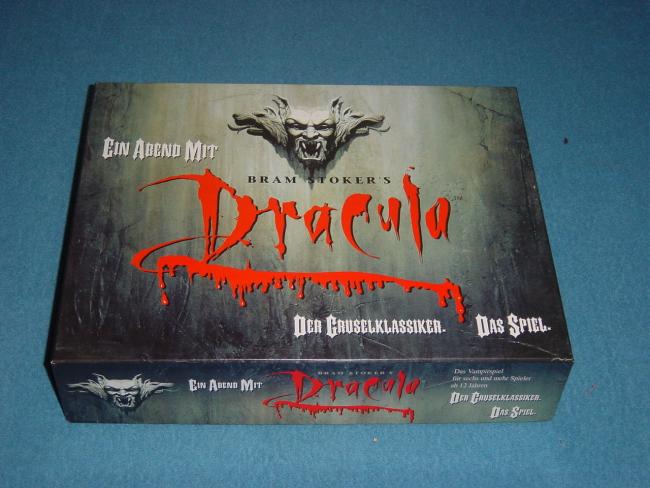 Ein Abend Mit
BRAM STOKER'S
Dracula
Der Gruselklassiker. Das Spiel.
BRAM STOKER'S
Ein Abend Mit Dracula
Das Vampirspiel
für sechs und mehr Spieler
ab 12 Jahren
Der Gruselklassiker.
Das Spiel.